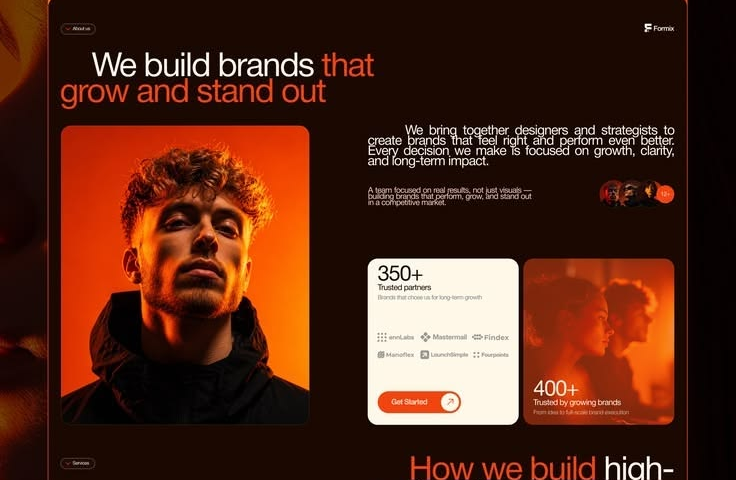 About us
Formix
We build brands that
grow and stand out
We bring together designers and strategists to
create brands that feel right and perform even better.
Every decision we make is focused on growth, clarity,
and long-term impact.
A team focused on real results, not just visuals —
building brands that perform, grow, and stand out
in a competitive market.
12+
350+
Trusted partners
Brands that chose us for long-term growth
ennLabs Mastermail Findex
Manoflex LaunchSimple Fourpoints
Get Started
400+
Trusted by growing brands
From idea to full-scale brand execution
Services
How we build high-